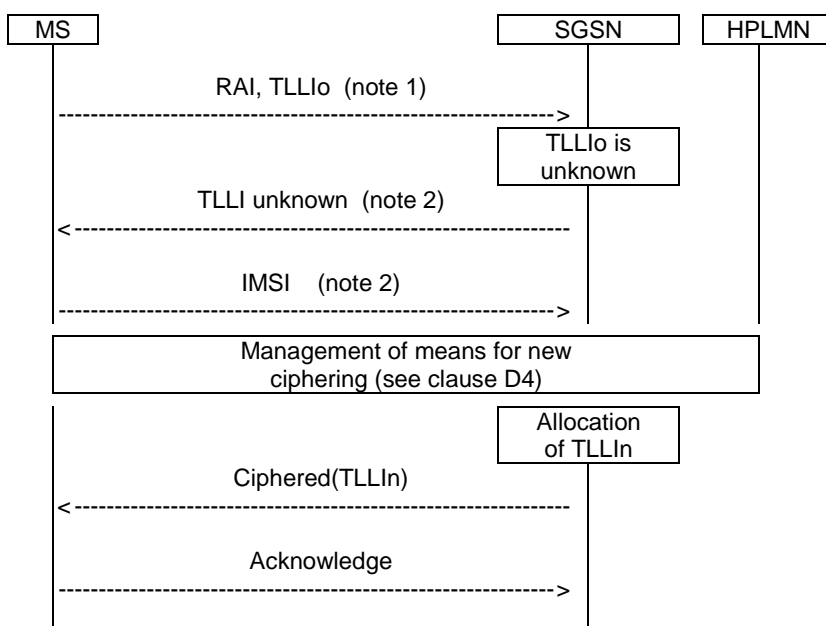 MS
SGSN
HPLMN
RAI, TLLIo (note 1)
TLLIo is
unknown
TLLI unknown (note 2)
IMSI (note 2)
Management of means for new
ciphering (see clause D4)
Allocation
of TLLIn
Ciphered(TLLIn)
Acknowledge